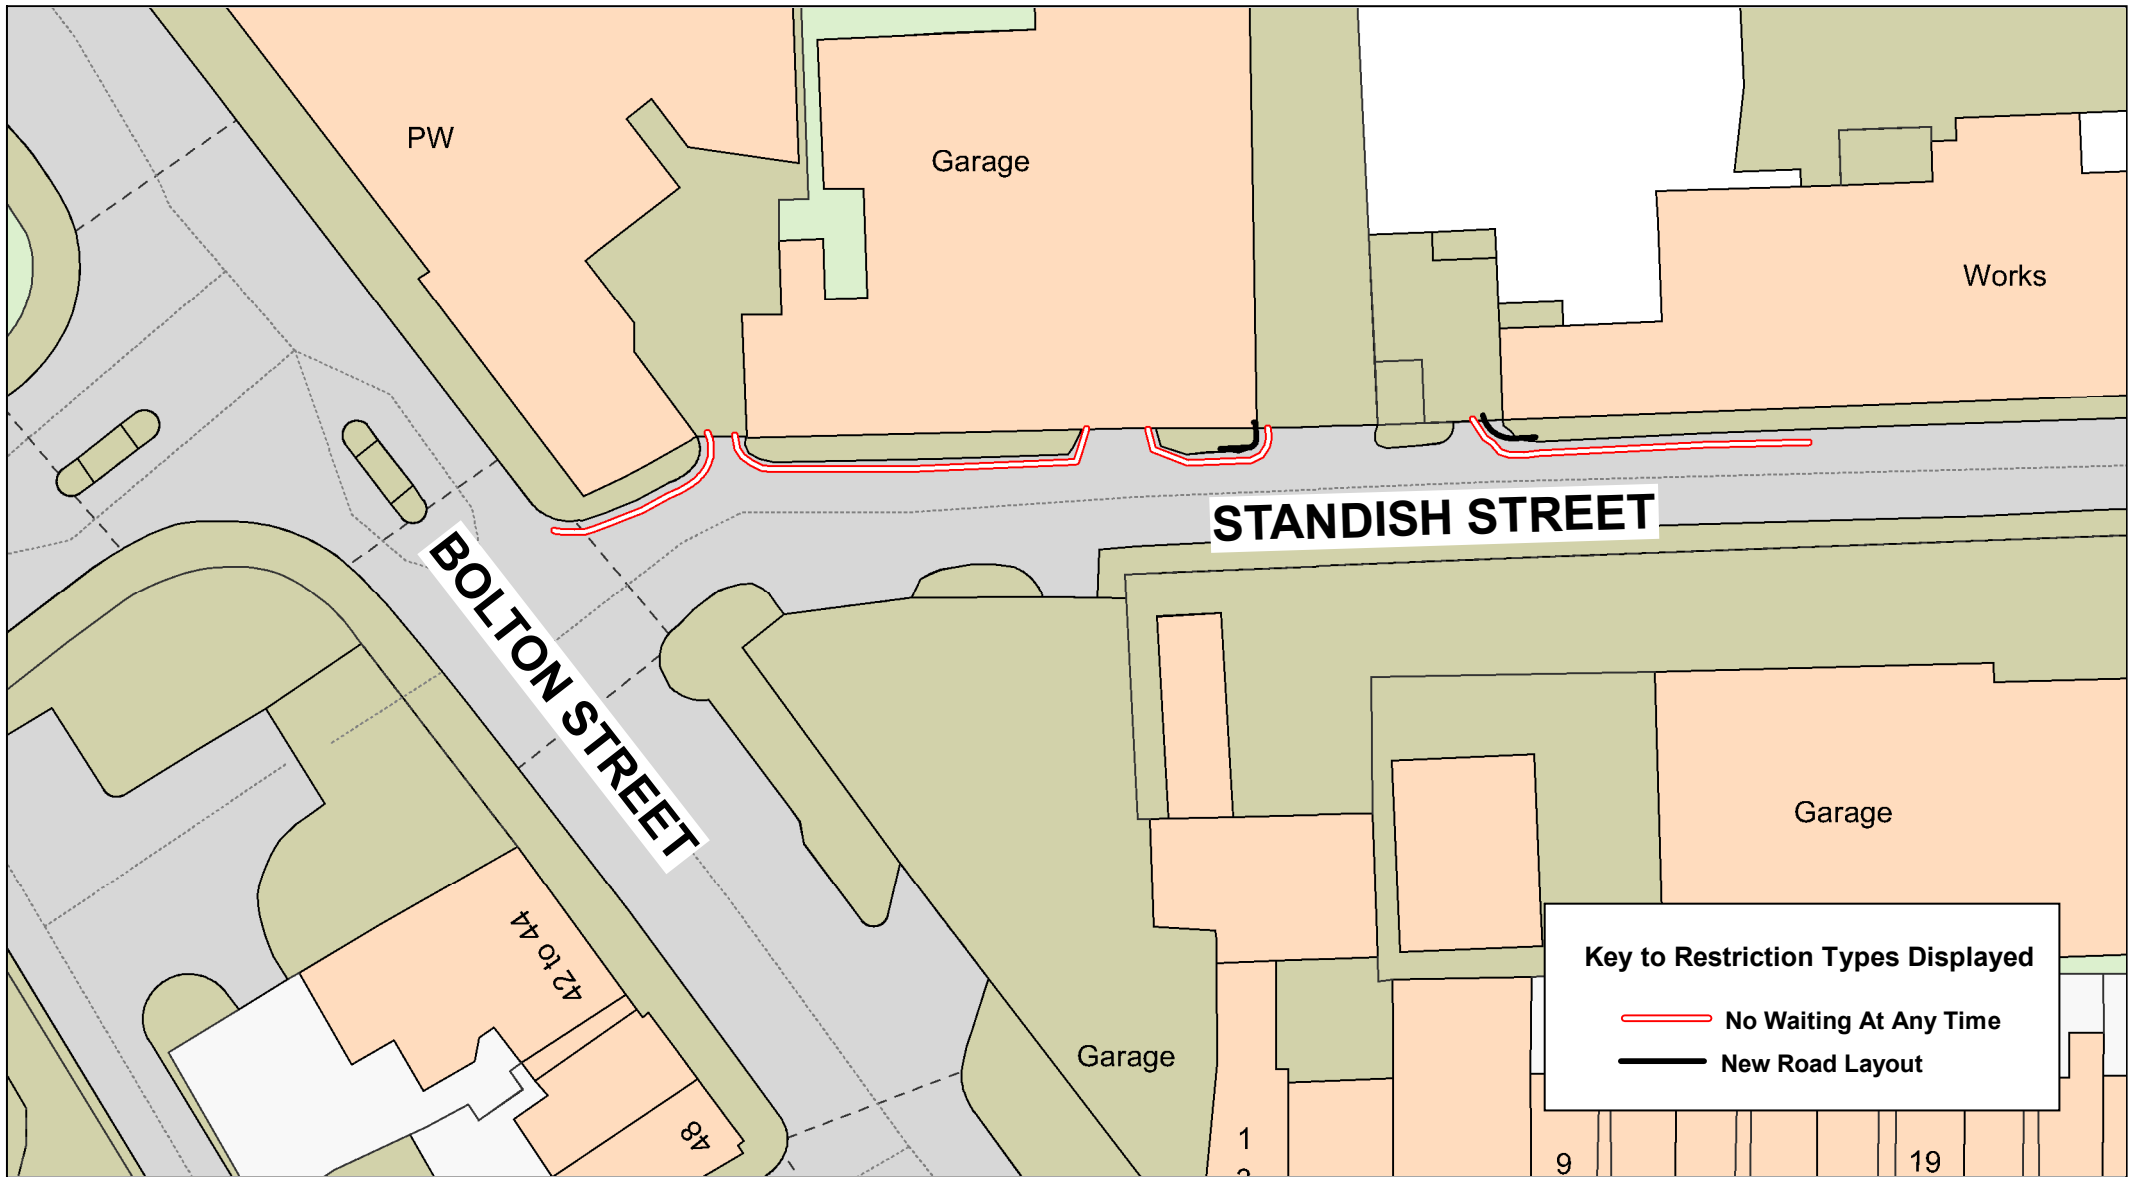 PW
Garage
Works
STANDISH STREET
BOLTON STREET
Garage
42 to 44
Key to Restriction Types Displayed
No Waiting At Any Time
New Road Layout
Garage
48
1
9
19